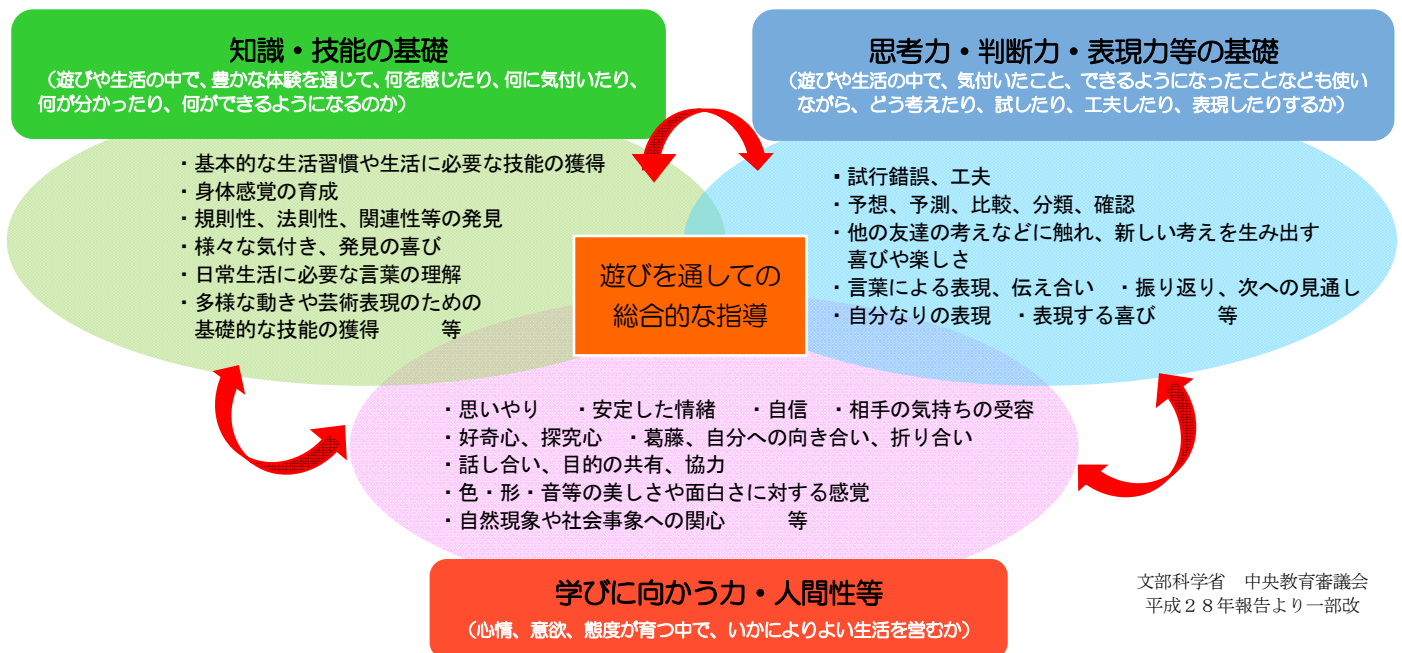 知識・技能の基礎
（遊びや生活の中で、豊かな体験を通じて、何を感じたり、何に気付いたり、
何が分かったり、何ができるようになるのか）
思考力・判断力・表現力等の基礎
（遊びや生活の中で、気付いたこと、できるようになったことなども使い
ながら、どう考えたり、試したり、工夫したり、表現したりするか）
・基本的な生活習慣や生活に必要な技能の獲得
・身体感覚の育成
・規則性、法則性、関連性等の発見
・様々な気付き、発見の喜び
・日常生活に必要な言葉の理解
・多様な動きや芸術表現のための
基礎的な技能の獲得　　　等
・試行錯誤、工夫
・予想、予測、比較、分類、確認
・他の友達の考えなどに触れ、新しい考えを生み出す
喜びや楽しさ
・言葉による表現、伝え合い　・振り返り、次への見通し
・自分なりの表現　・表現する喜び　　　等
遊びを通しての
総合的な指導
・思いやり　・安定した情緒　・自信　・相手の気持ちの受容
・好奇心、探究心　・葛藤、自分への向き合い、折り合い
・話し合い、目的の共有、協力
・色・形・音等の美しさや面白さに対する感覚
・自然現象や社会事象への関心　　　等
学びに向かう力・人間性等
（心情、意欲、態度が育つ中で、いかによりよい生活を営むか）
文部科学省　中央教育審議会
平成２８年報告より一部改